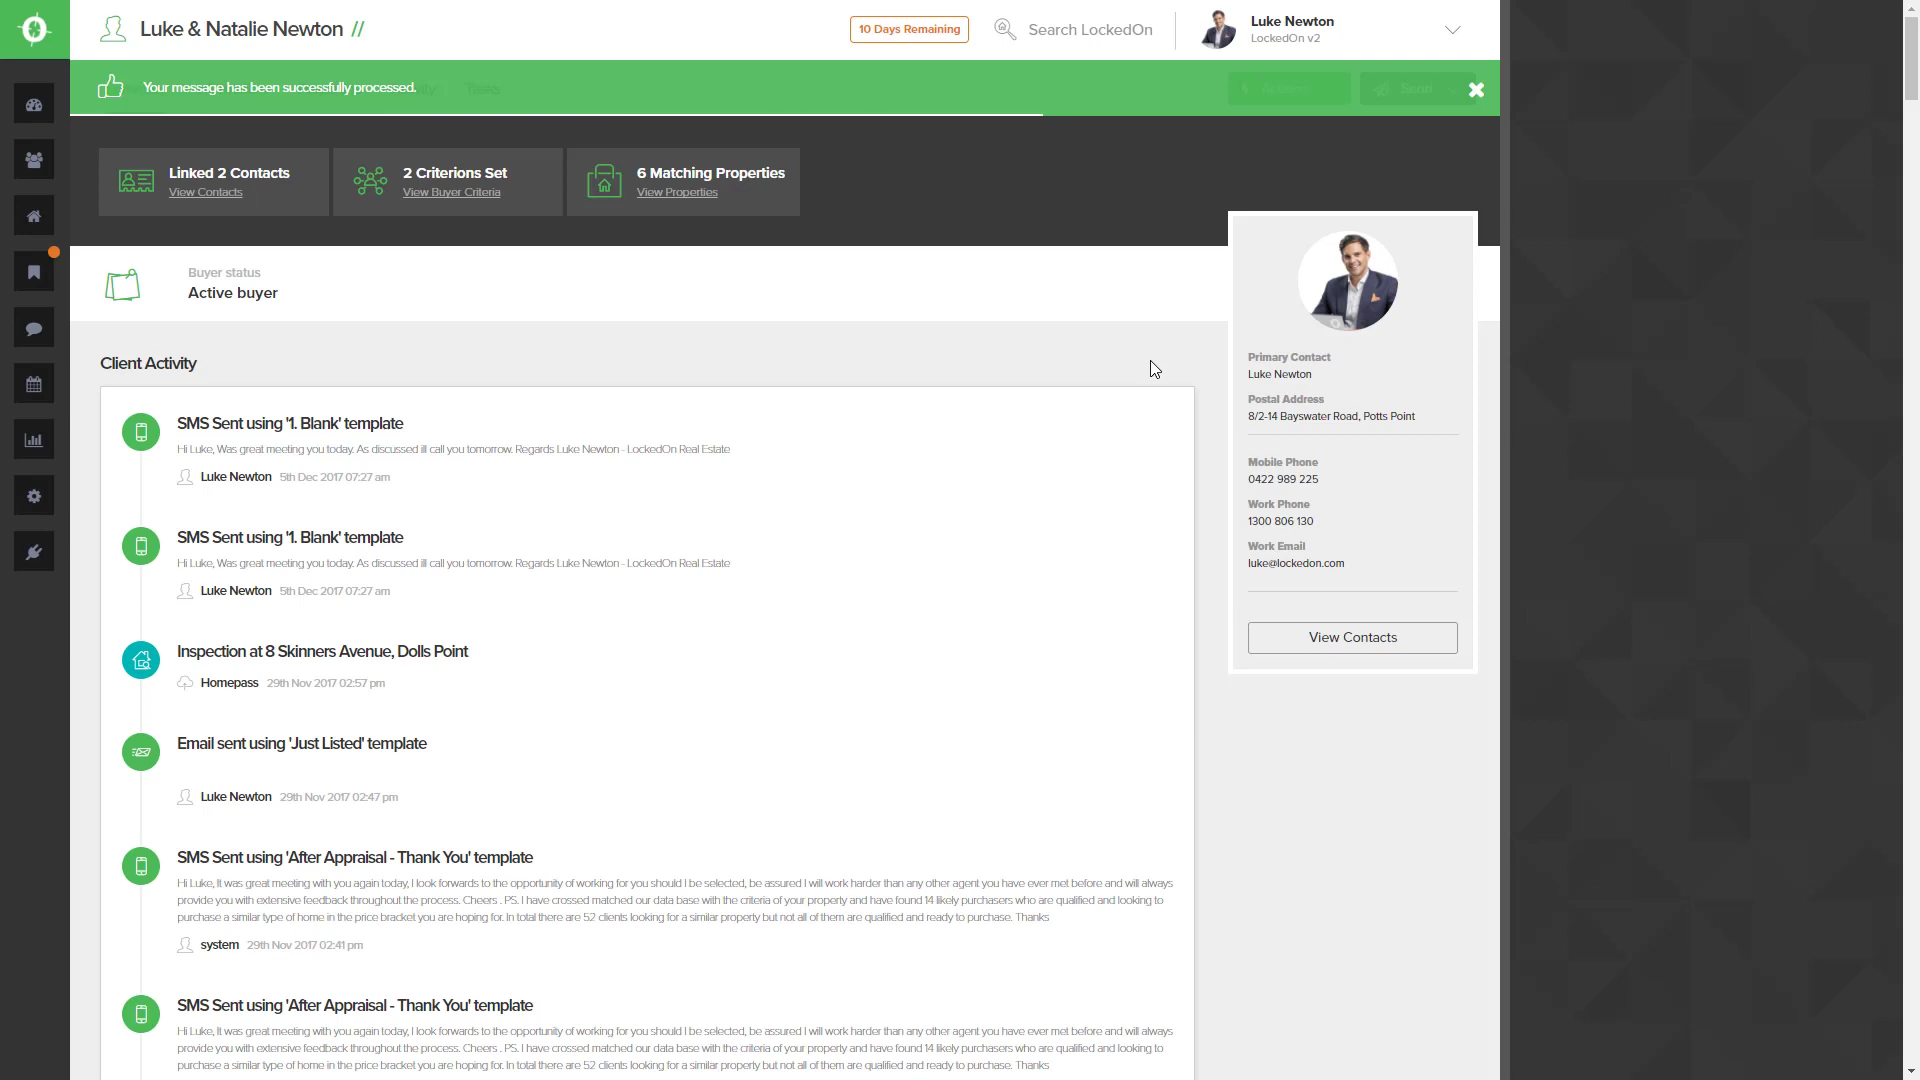 Luke & Natalie Newton //
10 Days Remaining
Search LockedOn
Luke Newton
LockedOn v2
Your message has been successfully processed.
Send
Linked 2 Contacts
View Contacts
2 Criterions Set
View Buyer Criteria
6 Matching Properties
View Properties
Buyer status
Active buyer
Client Activity
SMS Sent using '1. Blank' template
Hi Luke, Was great meeting you today. As discussed ill call you tomorrow. Regards Luke Newton - LockedOn Real Estate
Luke Newton 5th Dec 2017 07:27 am
SMS Sent using '1. Blank' template
Hi Luke, Was great meeting you today. As discussed ill call you tomorrow. Regards Luke Newton - LockedOn Real Estate
Luke Newton 5th Dec 2017 07:27 am
Inspection at 8 Skinners Avenue, Dolls Point
Homepass 29th Nov 2017 02:57 pm
Email sent using 'Just Listed' template
Luke Newton 29th Nov 2017 02:47 pm
SMS Sent using 'After Appraisal - Thank You' template
Hi Luke, It was great meeting with you again today, I look forwards to the opportunity of working for you should I be selected, be assured I will work harder than any other agent you have ever met before and will always
provide you with extensive feedback throughout the process. Cheers . PS. I have crossed matched our data base with the criteria of your property and have found 14 likely purchasers who are qualified and looking to
purchase a similar type of home in the price bracket you are hoping for. In total there are 52 clients looking for a similar property but not all of them are qualified and ready to purchase. Thanks
system 29th Nov 2017 02:41 pm
SMS Sent using 'After Appraisal - Thank You' template
Hi Luke, It was great meeting with you again today, I look forwards to the opportunity of working for you should I be selected, be assured I will work harder than any other agent you have ever met before and will always
provide you with extensive feedback throughout the process. Cheers . PS. I have crossed matched our data base with the criteria of your property and have found 14 likely purchasers who are qualified and looking to
purchase a similar type of home in the price bracket you are hoping for. In total there are 52 clients looking for a similar property but not all of them are qualified and ready to purchase. Thanks
Primary Contact
Luke Newton
Postal Address
8/2-14 Bayswater Road, Potts Point
Mobile Phone
0422 989 225
Work Phone
1300 806 130
Work Email
luke@lockedon.com
View Contacts